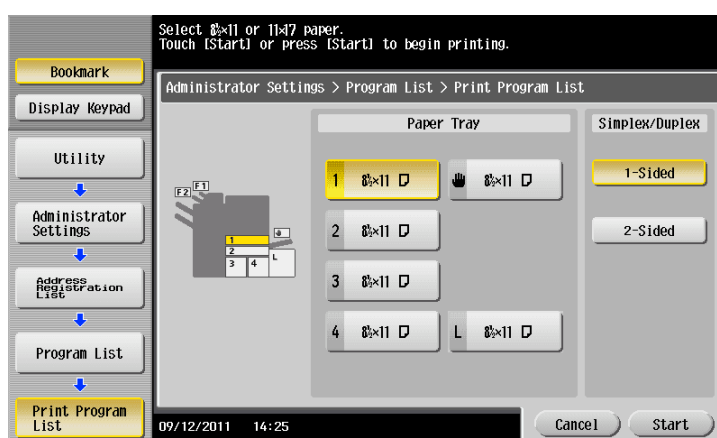 Select 8½×11 or 11×17 paper.
Touch [Start] or press [Start] to begin printing.
Bookmark
Display Keypad
Administrator Settings > Program List > Print Program List
Utility
Administrator
Settings
Address
Registration
List
Program List
Print Program
List
F2 F1
1
2
3 4 L
Paper Tray
1 8½×11
8½×11
2 8½×11
3 8½×11
4 8½×11
L 8½×11
Simplex/Duplex
1-Sided
2-Sided
09/12/2011 14:25
Cancel
Start